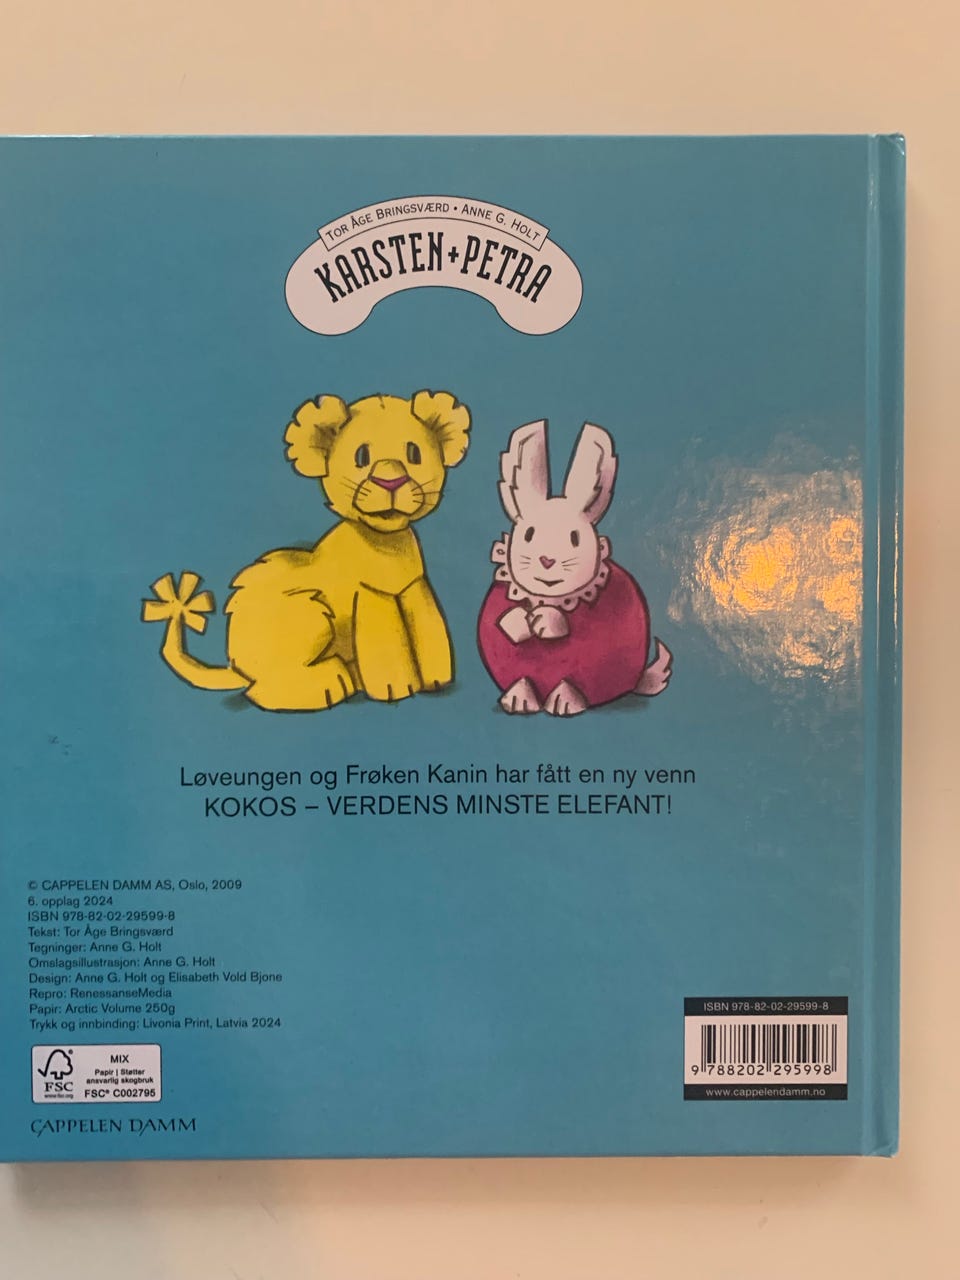 TOR ÅGE BRINGSVÆRD • ANNE G. HOLT
KARSTEN+PETRA
Løveungen og Frøken Kanin har fått en ny venn
KOKOS – VERDENS MINSTE ELEFANT!
© CAPPELEN DAMM AS, Oslo, 2009
6. opplag 2024
ISBN 978-82-02-29599-8
Tekst: Tor Åge Bringsværd
Tegninger: Anne G. Holt
Omslagsillustrasjon: Anne G. Holt
Design: Anne G. Holt og Elisabeth Vold Bjone
Repro: RenessanseMedia
Papir: Arctic Volume 250g
Trykk og innbinding: Livonia Print, Latvia 2024
FSC
www.fsc.org
MIX
Papir | Støtter
ansvarlig skogbruk
FSC® C002795
CAPPELEN DAMM
ISBN 978-82-02-29599-8
9 788202 295998
www.cappelendamm.no